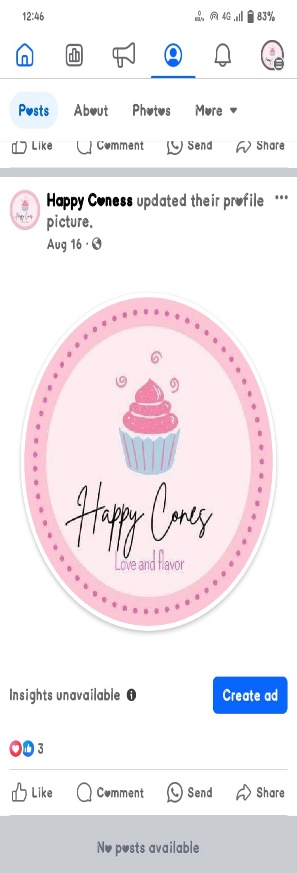 12:46
4G
83%
Posts About Photos More
Like Comment Send Share
Happy Coness updated their profile
picture.
Aug 16
Happy Cones
Love and flavor
Insights unavailable
Create ad
3
Like Comment Send Share
No posts available